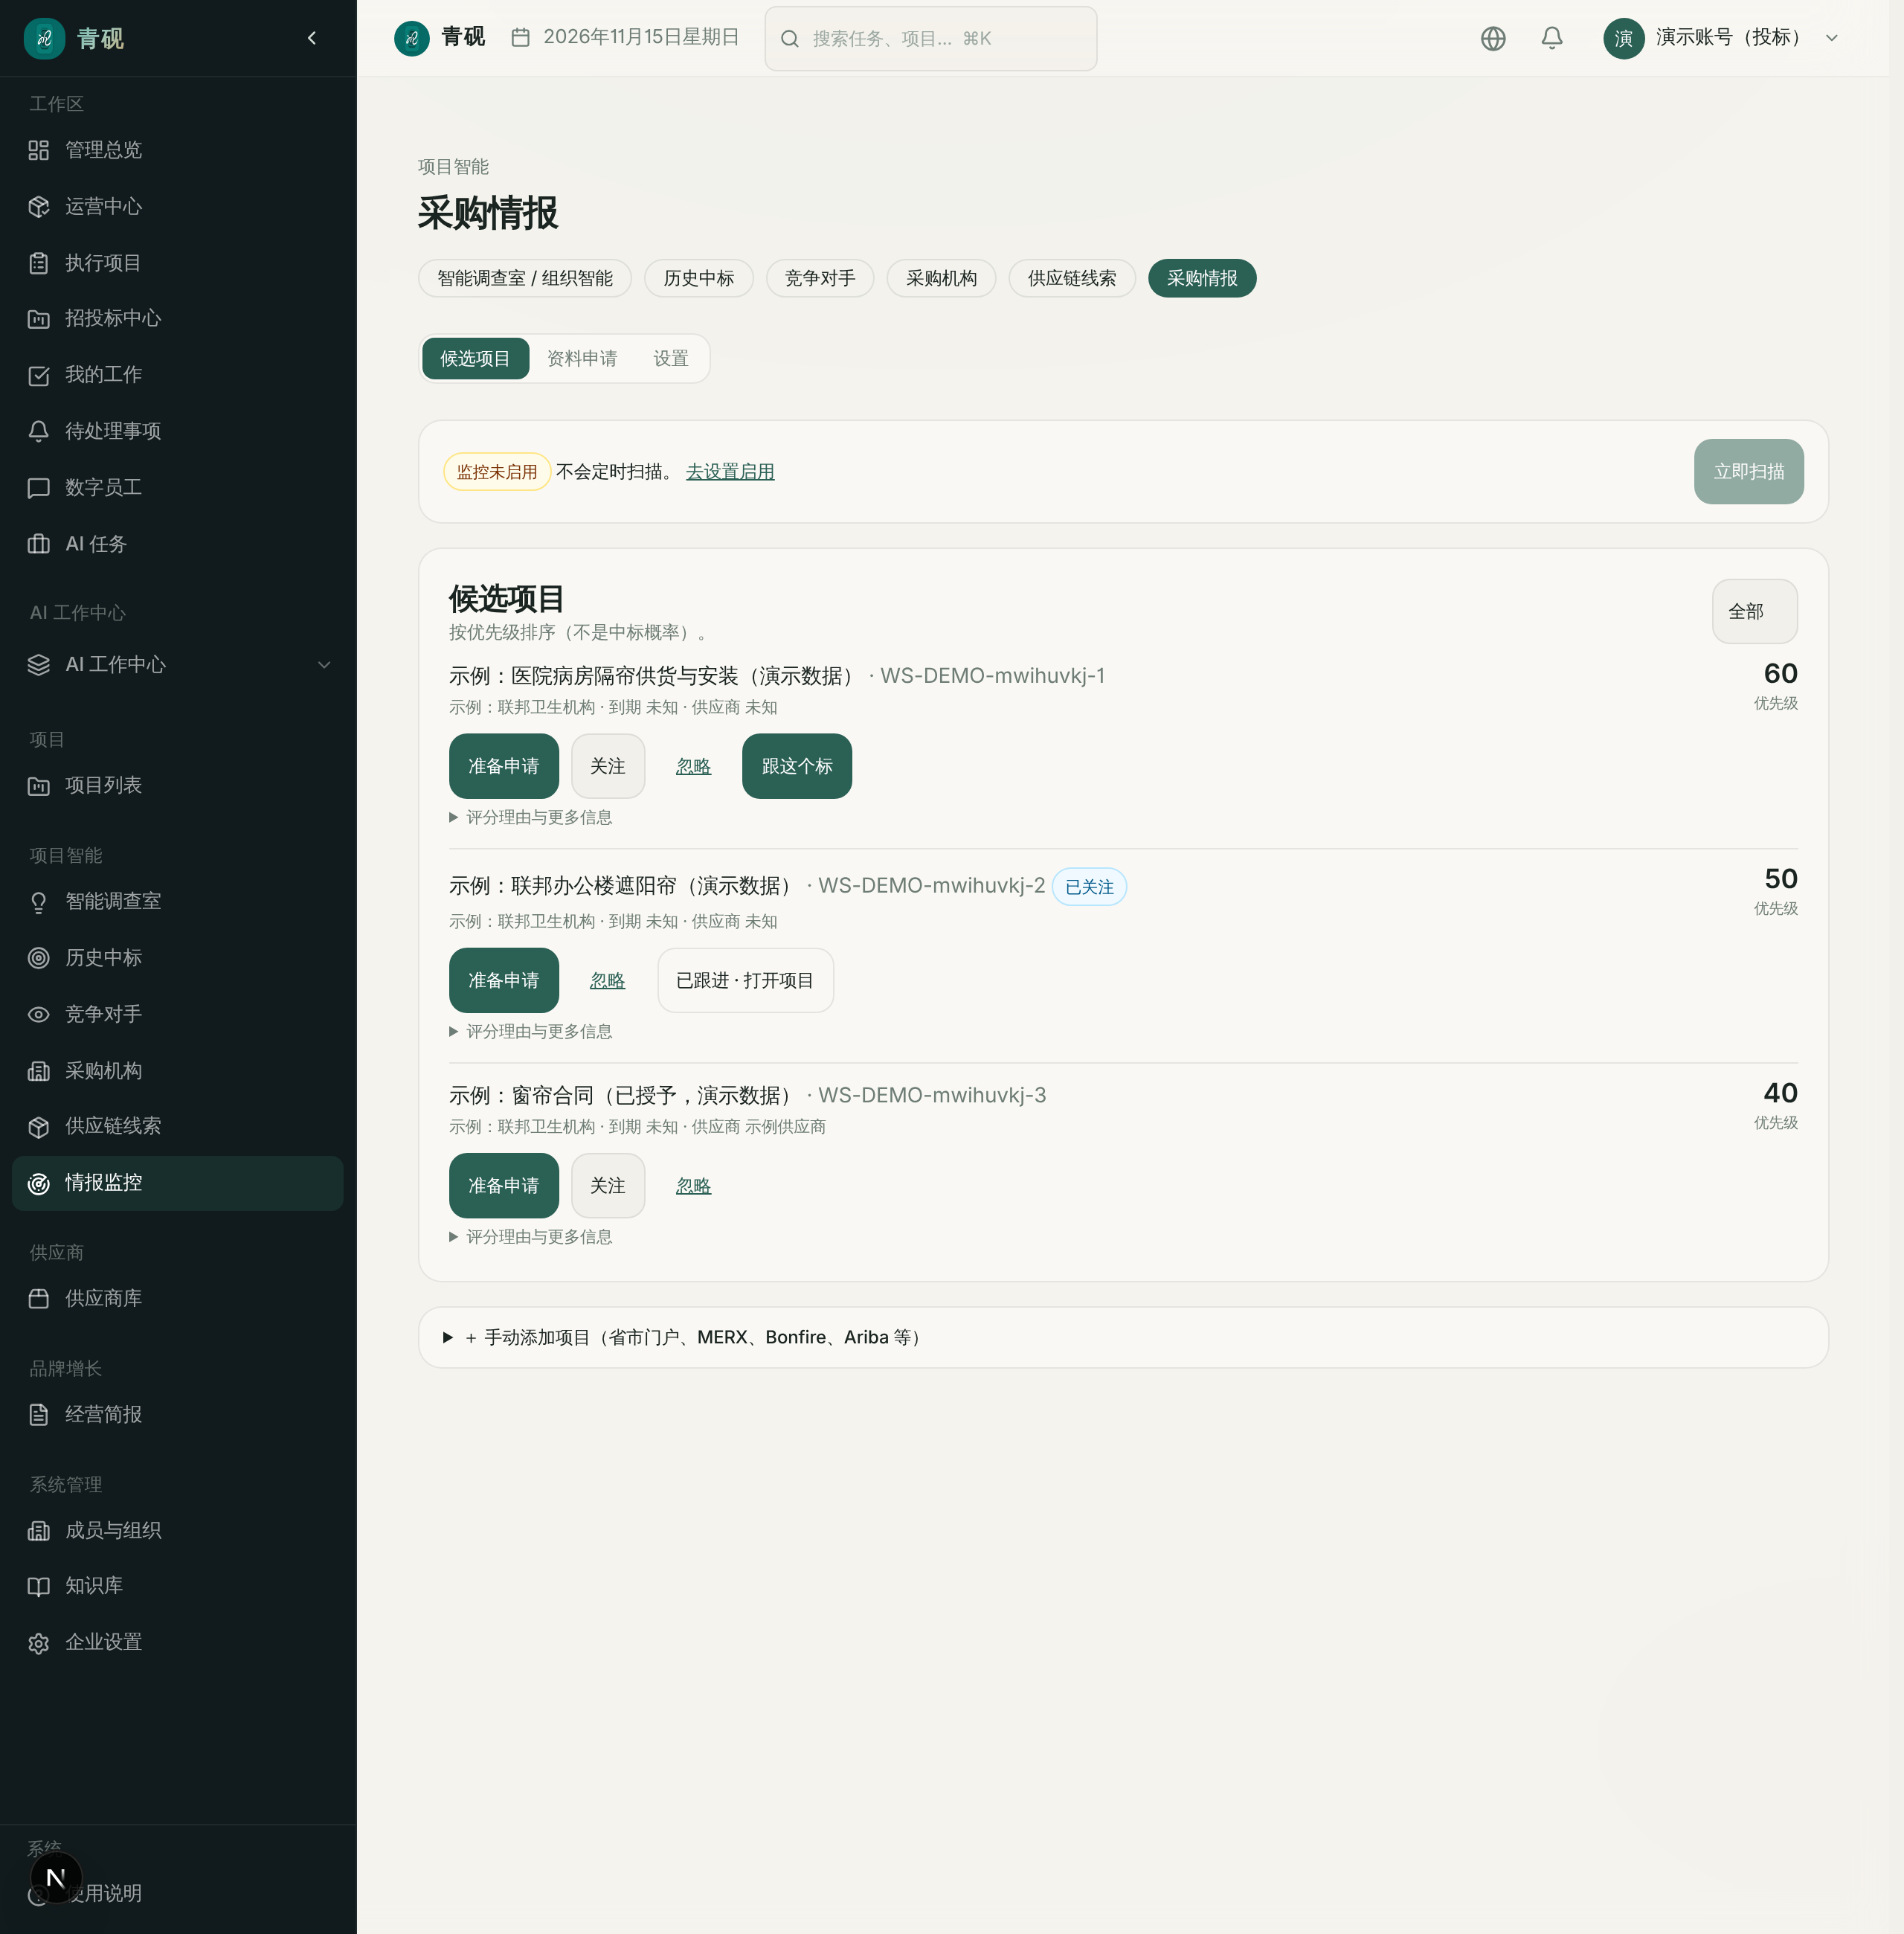 青砚
工作区
管理总览
运营中心
执行项目
招投标中心
我的工作
待处理事项
数字员工
AI 任务
AI 工作中心
AI 工作中心
项目
项目列表
项目智能
智能调查室
历史中标
竞争对手
采购机构
供应链线索
情报监控
供应商
供应商库
品牌增长
经营简报
系统管理
成员与组织
知识库
企业设置
系统
N
使用说明
青砚 2026年11月15日星期日 搜索任务、项目... ⌘K 演 演示账号（投标）
项目智能
采购情报
智能调查室 / 组织智能 历史中标 竞争对手 采购机构 供应链线索 采购情报
候选项目 资料申请 设置
监控未启用 不会定时扫描。 去设置启用 立即扫描
候选项目 全部
按优先级排序（不是中标概率）。
示例：医院病房隔帘供货与安装（演示数据） · WS-DEMO-mwihuvkj-1 60
示例：联邦卫生机构 · 到期 未知 · 供应商 未知 优先级
准备申请 关注 忽略 跟这个标
▶ 评分理由与更多信息
示例：联邦办公楼遮阳帘（演示数据） · WS-DEMO-mwihuvkj-2 已关注 50
示例：联邦卫生机构 · 到期 未知 · 供应商 未知 优先级
准备申请 忽略 已跟进 · 打开项目
▶ 评分理由与更多信息
示例：窗帘合同（已授予，演示数据） · WS-DEMO-mwihuvkj-3 40
示例：联邦卫生机构 · 到期 未知 · 供应商 示例供应商 优先级
准备申请 关注 忽略
▶ 评分理由与更多信息
▶ + 手动添加项目（省市门户、MERX、Bonfire、Ariba 等）